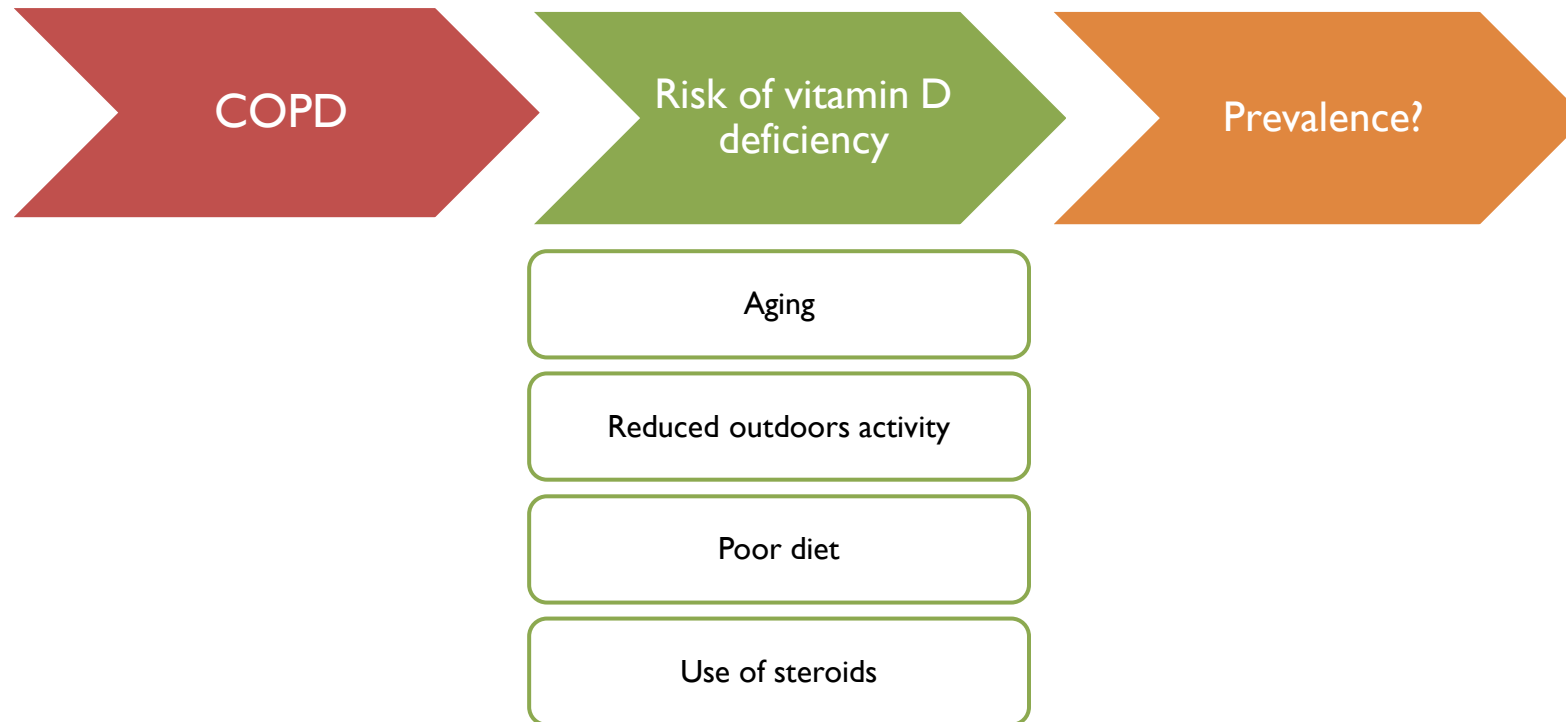 COPD
Risk of vitamin D
deficiency
Prevalence?
Aging
Reduced outdoors activity
Poor diet
Use of steroids